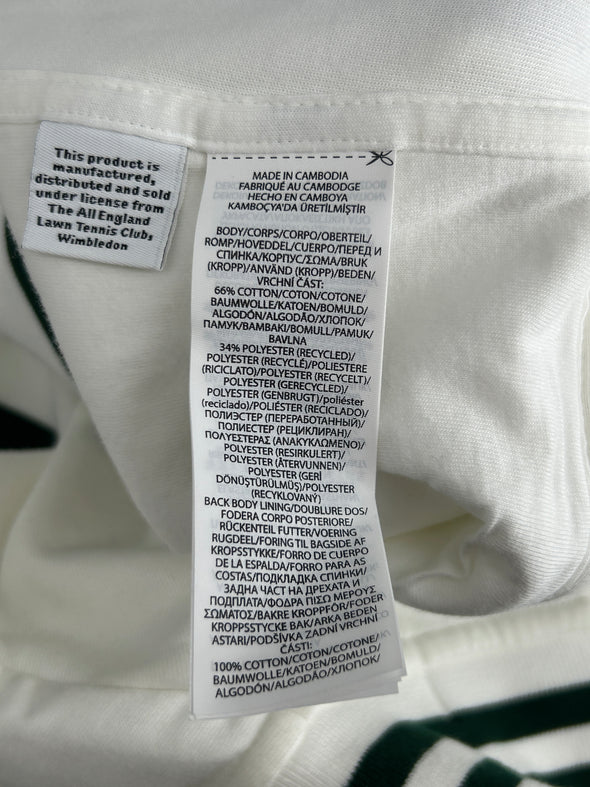 This product is
manufactured,
distributed and sold
under license from
The All England
Lawn Tennis Club,
Wimbledon
MADE IN CAMBODIA
FABRIQUÉ AU CAMBODGE
HECHO EN CAMBOYA
KAMBOÇYA'DA ÜRETİLMİŞTİR
BODY/CORPS/CORPO/OBERTEIL/
ROMP/HOVEDDEL/CUERPO/ПЕРЕД И
СПИНКА/КОРПУС/ΣΩΜΑ/BRUK
(KROPP)/ANVÄND (KROPP)/BEDEN/
VRCHNÍ ČÁST:
66% COTTON/COTON/COTONE/
BAUMWOLLE/KATOEN/BOMULD/
ALGODÓN/ALGODÃO/ХЛОПОК/
ПАМУК/ΒΑΜΒΑΚΙ/BOMULL/PAMUK/
BAVLNA
34% POLYESTER (RECYCLED)/
POLYESTER (RECYCLÉ)/POLIESTERE
(RICICLATO)/POLYESTER (RECYCELT)/
POLYESTER (GERECYCLED)/
POLYESTER (GENBRUGT)/poliéster
(reciclado)/POLIÉSTER (RECICLADO)/
ПОЛИЭСТЕР (ПЕРЕРАБОТАННЫЙ)/
ПОЛИЕСТЕР (РЕЦИКЛИРАН)/
ΠΟΛΥΕΣΤΕΡΑΣ (ΑΝΑΚΥΚΛΩΜΕΝΟ)/
POLYESTER (RESIRKULERT)/
POLYESTER (ÅTERVUNNEN)/
POLYESTER (GERİ
DÖNÜŞTÜRÜLMÜŞ)/POLYESTER
(RECYKLOVANÝ)
BACK BODY LINING/DOUBLURE DOS/
FODERA CORPO POSTERIORE/
RÜCKENTEIL FUTTER/VOERING
RUGDEEL/FORING TIL BAGSIDE AF
KROPSSTYKKE/FORRO DE CUERPO
DE LA ESPALDA/FORRO PARA AS
COSTAS/ПОДКЛАДКА СПИНКИ/
ЗАДНА ЧАСТ НА ДРЕХАТА И
ПОДПЛАТА/ΦΟΔΡΑ ΠΙΣΩ ΜΕΡΟΥΣ
ΣΩΜΑΤΟΣ/BAKRE KROPPFÓR/FODER
KROPPSSTYCKE BAK/ARKA BEDEN
ASTARI/PODŠÍVKA ZADNÍ VRCHNÍ
ČÁSTI:
100% COTTON/COTON/COTONE/
BAUMWOLLE/KATOEN/BOMULD/
ALGODÓN/ALGODÃO/ХЛОПОК/